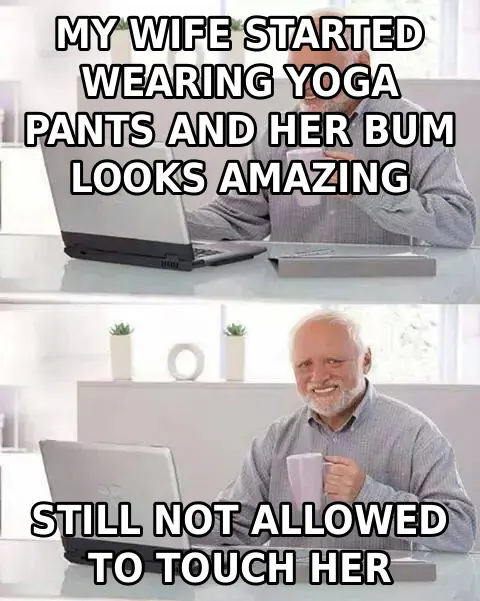 MY WIFE STARTED
WEARING YOGA
PANTS AND HER BUM
LOOKS AMAZING
STILL NOT ALLOWED
TO TOUCH HER